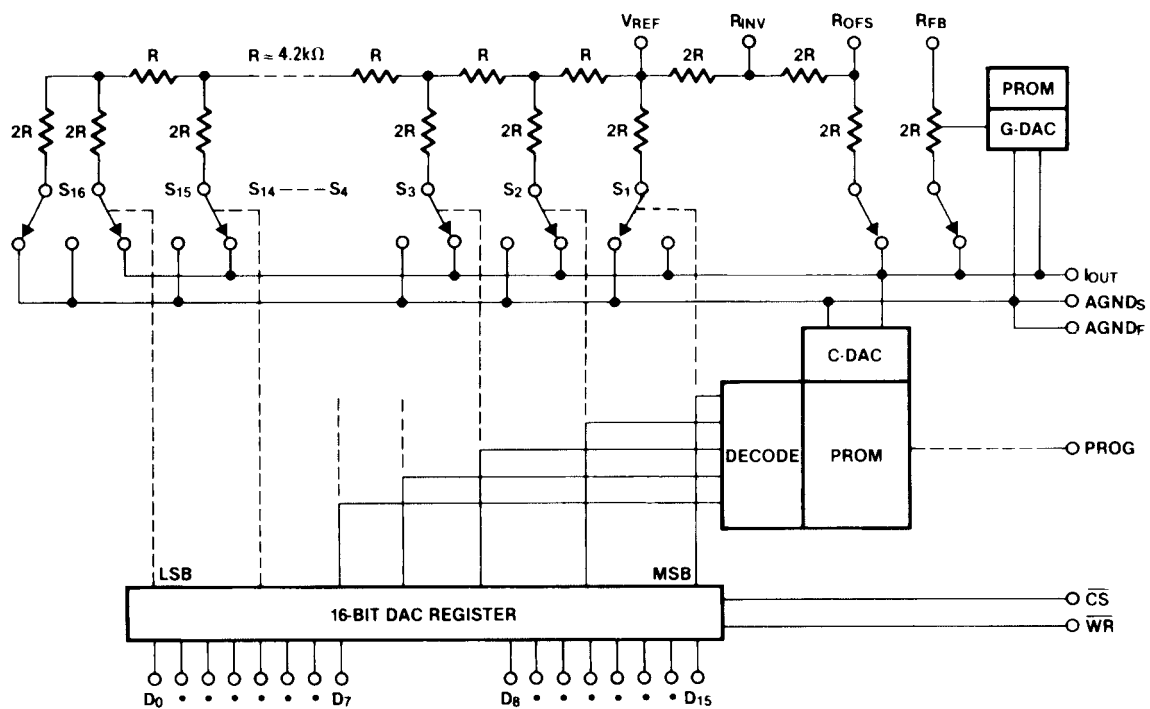 VREF RINV ROFS RFB
R R = 4.2kΩ R R R 2R 2R
PROM
2R 2R 2R 2R 2R 2R 2R 2R G-DAC
S16 S15 S14 S4 S3 S2 S1
IOUT
AGNDS
AGNDF
C-DAC
DECODE PROM PROG
LSB MSB
16-BIT DAC REGISTER
CS
WR
D0 • • • • • • D7 D8 • • • • • • D15